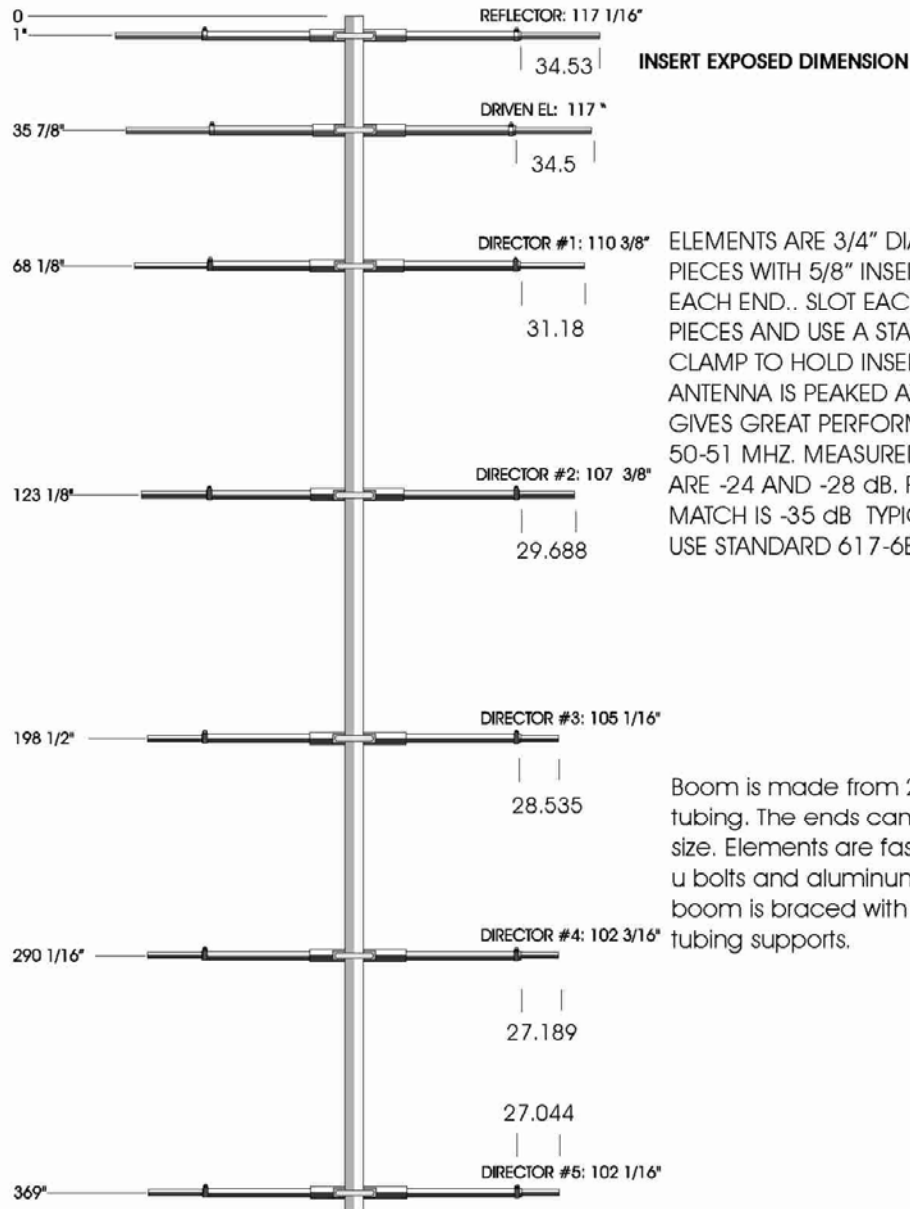 0
1"
REFLECTOR: 117 1/16"
34.53
INSERT EXPOSED DIMENSION
DRIVEN EL: 117 "
35 7/8"
34.5
DIRECTOR #1: 110 3/8"
68 1/8"
31.18
ELEMENTS ARE 3/4" DIA
PIECES WITH 5/8" INSE
EACH END.. SLOT EAC
PIECES AND USE A STA
CLAMP TO HOLD INSE
ANTENNA IS PEAKED A
GIVES GREAT PERFOR
50-51 MHZ. MEASURE
ARE -24 AND -28 dB.
MATCH IS -35 dB TYPI
USE STANDARD 617-6
DIRECTOR #2: 107 3/8"
123 1/8"
29.688
DIRECTOR #3: 105 1/16"
198 1/2"
28.535
Boom is made from 2
tubing. The ends can
size. Elements are fas
u bolts and aluminun
boom is braced with
tubing supports.
DIRECTOR #4: 102 3/16"
290 1/16"
27.189
27.044
DIRECTOR #5: 102 1/16"
369"